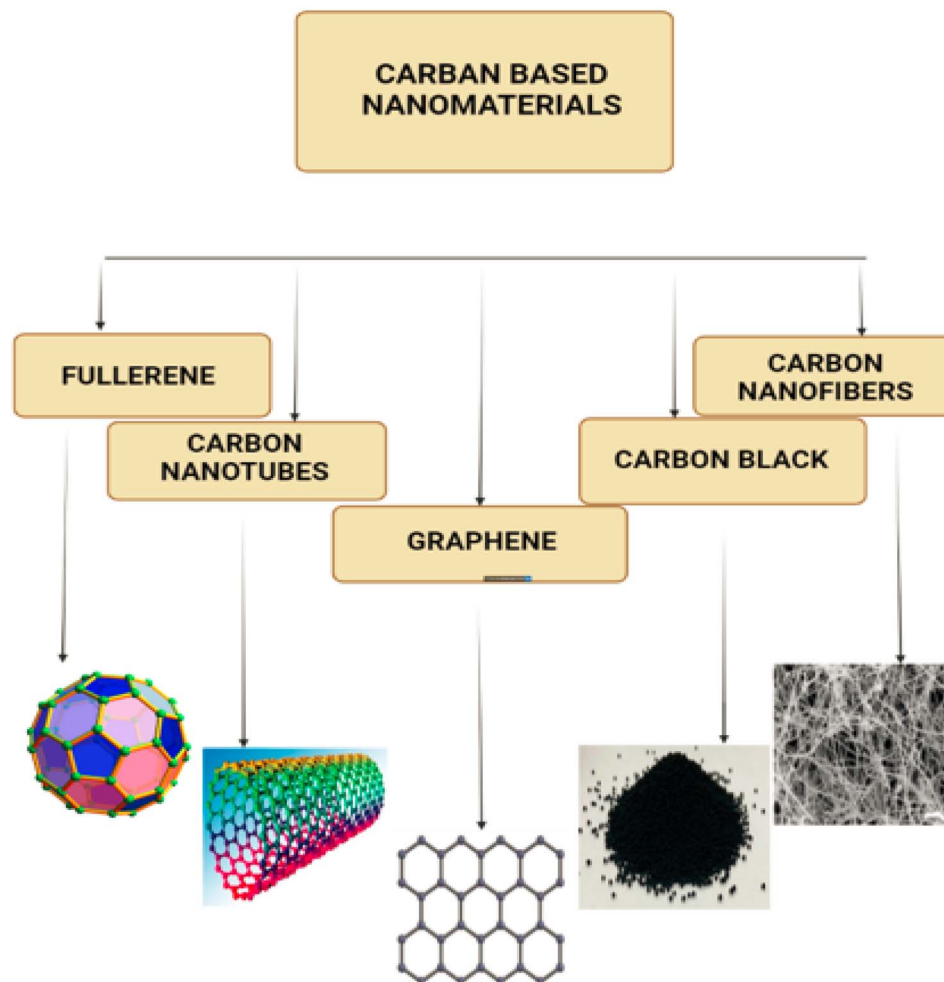 CARBAN BASED
NANOMATERIALS
FULLERENE
CARBON
NANOTUBES
GRAPHENE
CARBON BLACK
CARBON
NANOFIBERS